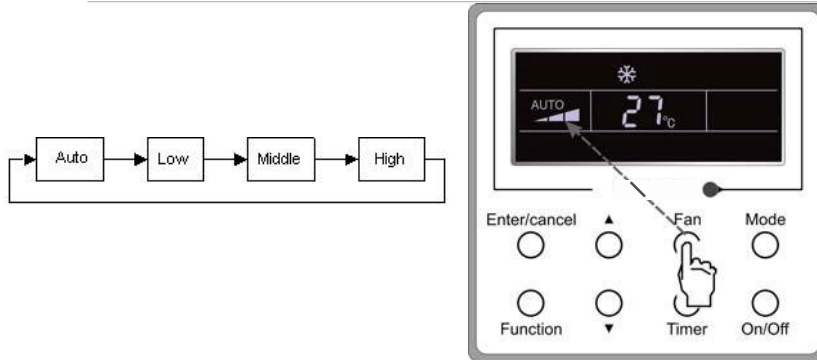 Auto
Low
Middle
High
AUTO
27°C
Enter/cancel ▲ Fan Mode
Function ▼ Timer On/Off